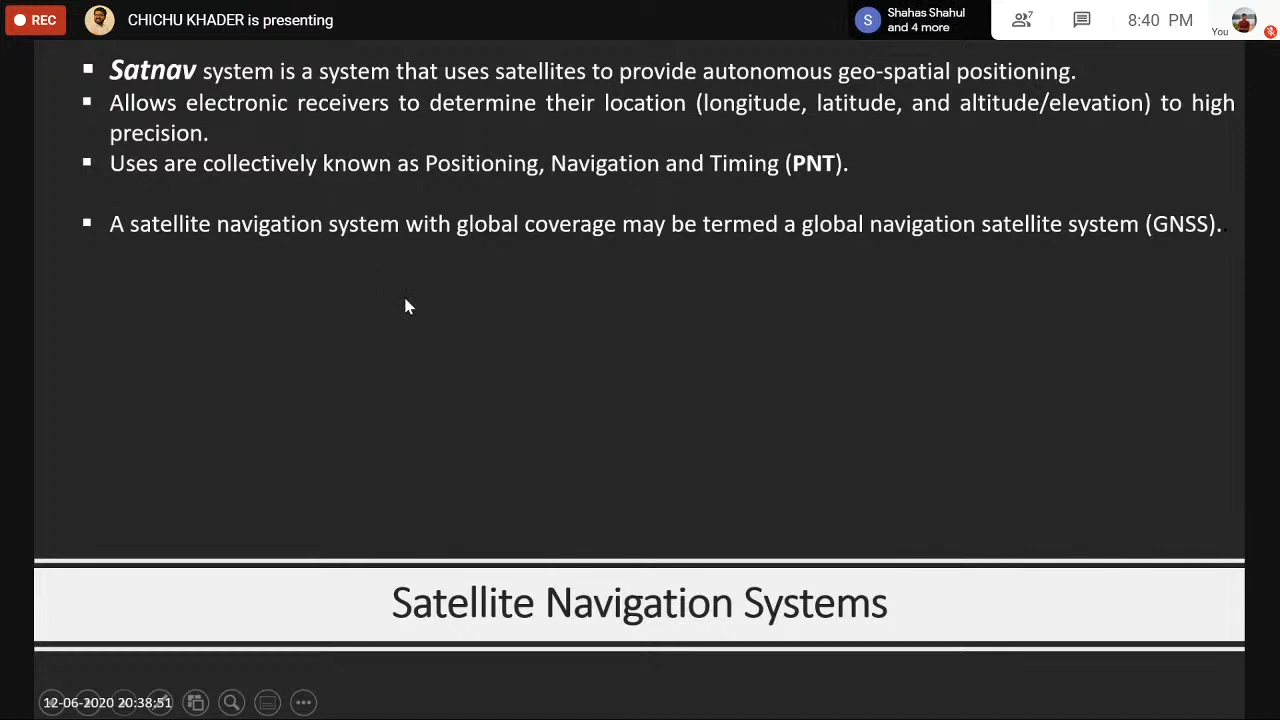 REC
CHICHU KHADER is presenting
S
Shahas Shahul
and 4 more
7
8:40 PM
You
▪ Satnav system is a system that uses satellites to provide autonomous geo-spatial positioning.
▪ Allows electronic receivers to determine their location (longitude, latitude, and altitude/elevation) to high
precision.
▪ Uses are collectively known as Positioning, Navigation and Timing (PNT).
▪ A satellite navigation system with global coverage may be termed a global navigation satellite system (GNSS)..
Satellite Navigation Systems
12-06-2020 20:38:51